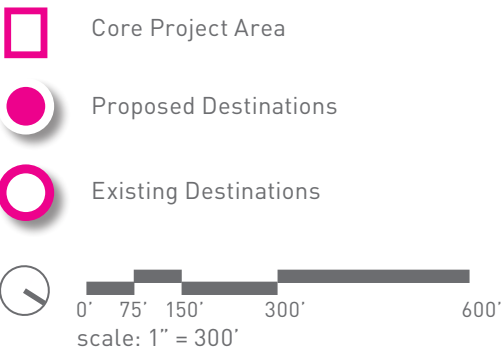 Core Project Area
Proposed Destinations
Existing Destinations
0’ 75’ 150’ 300’ 600’
scale: 1” = 300’